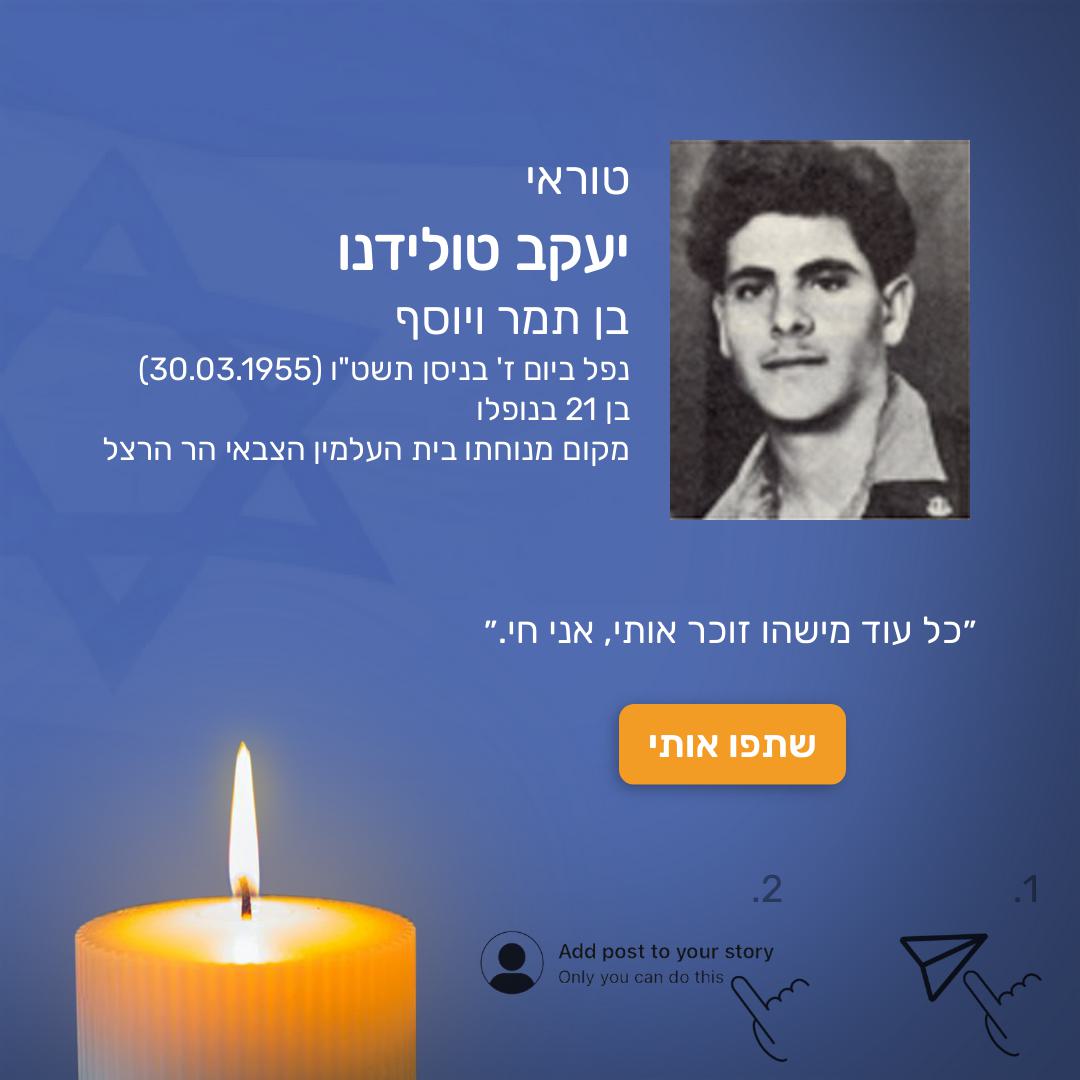 טוראי
יעקב טולידנו
בן תמר ויוסף
נפל ביום ז' בניסן תשט"ו (30.03.1955)
בן 21 בנופלו
מקום מנוחתו בית העלמין הצבאי הר הרצל
״כל עוד מישהו זוכר אותי, אני חי.״
שתפו אותי
1.
2.
Add post to your story
Only you can do this